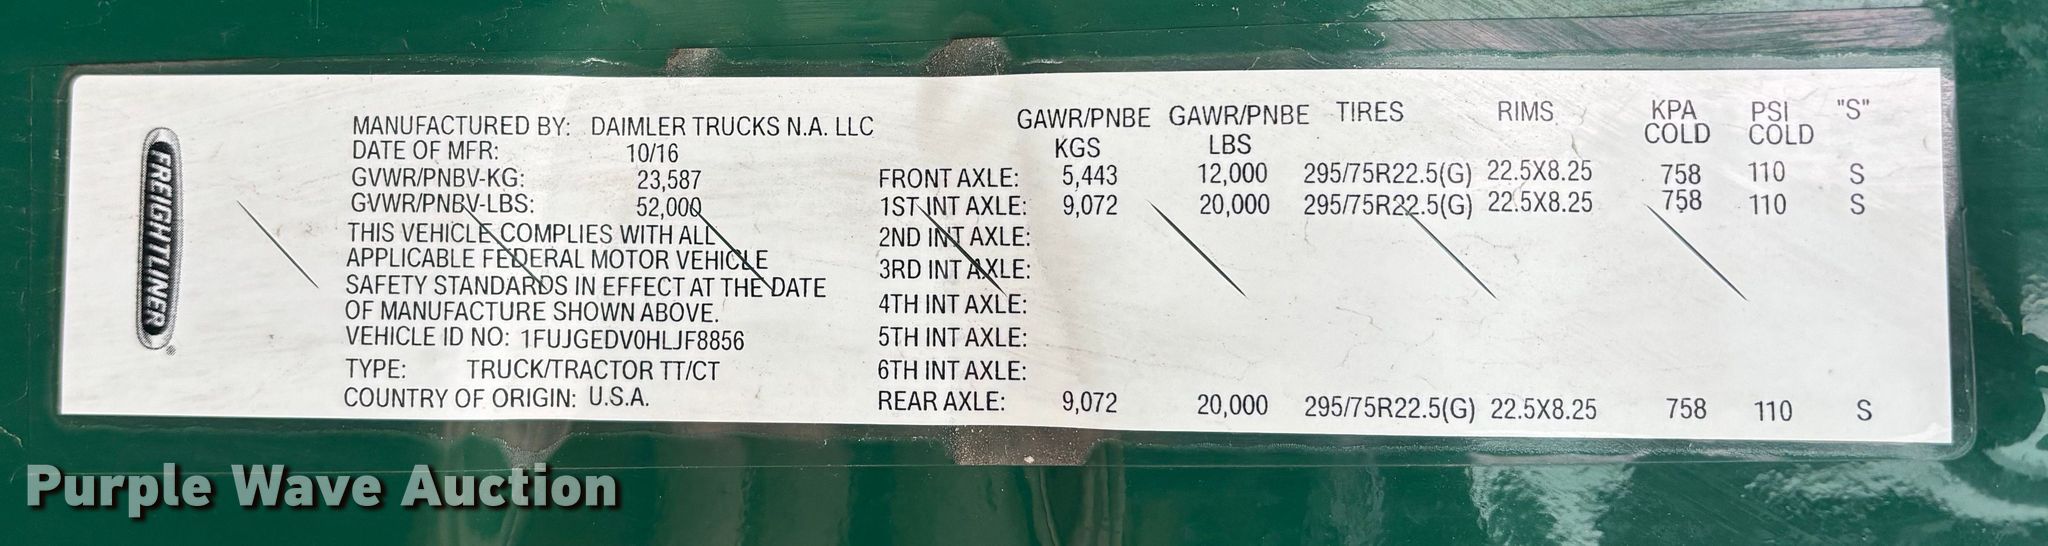 FREIGHTLINER®
MANUFACTURED BY: DAIMLER TRUCKS N.A. LLC
DATE OF MFR: 10/16
GVWR/PNBV-KG: 23,587
GVWR/PNBV-LBS: 52,000
THIS VEHICLE COMPLIES WITH ALL
APPLICABLE FEDERAL MOTOR VEHICLE
SAFETY STANDARDS IN EFFECT AT THE DATE
OF MANUFACTURE SHOWN ABOVE.
VEHICLE ID NO: 1FUJGEDV0HLJF8856
TYPE: TRUCK/TRACTOR TT/CT
COUNTRY OF ORIGIN: U.S.A.
GAWR/PNBE GAWR/PNBE TIRES RIMS KPA PSI "S"
KGS LBS COLD COLD
FRONT AXLE: 5,443 12,000 295/75R22.5(G) 22.5X8.25 758 110 S
1ST INT AXLE: 9,072 20,000 295/75R22.5(G) 22.5X8.25 758 110 S
2ND INT AXLE:
3RD INT AXLE:
4TH INT AXLE:
5TH INT AXLE:
6TH INT AXLE:
REAR AXLE: 9,072 20,000 295/75R22.5(G) 22.5X8.25 758 110 S
Purple Wave Auction